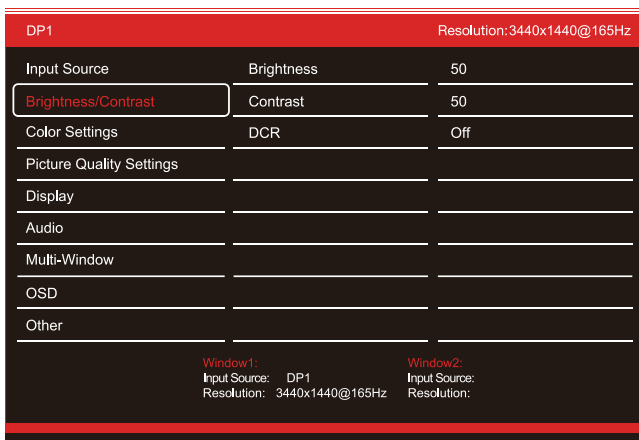 DP1 Resolution:3440x1440@165Hz
Input Source Brightness 50
Brightness/Contrast Contrast 50
Color Settings DCR Off
Picture Quality Settings
Display
Audio
Multi-Window
OSD
Other
Window1: Window2:
Input Source: DP1 Input Source:
Resolution: 3440x1440@165Hz Resolution: